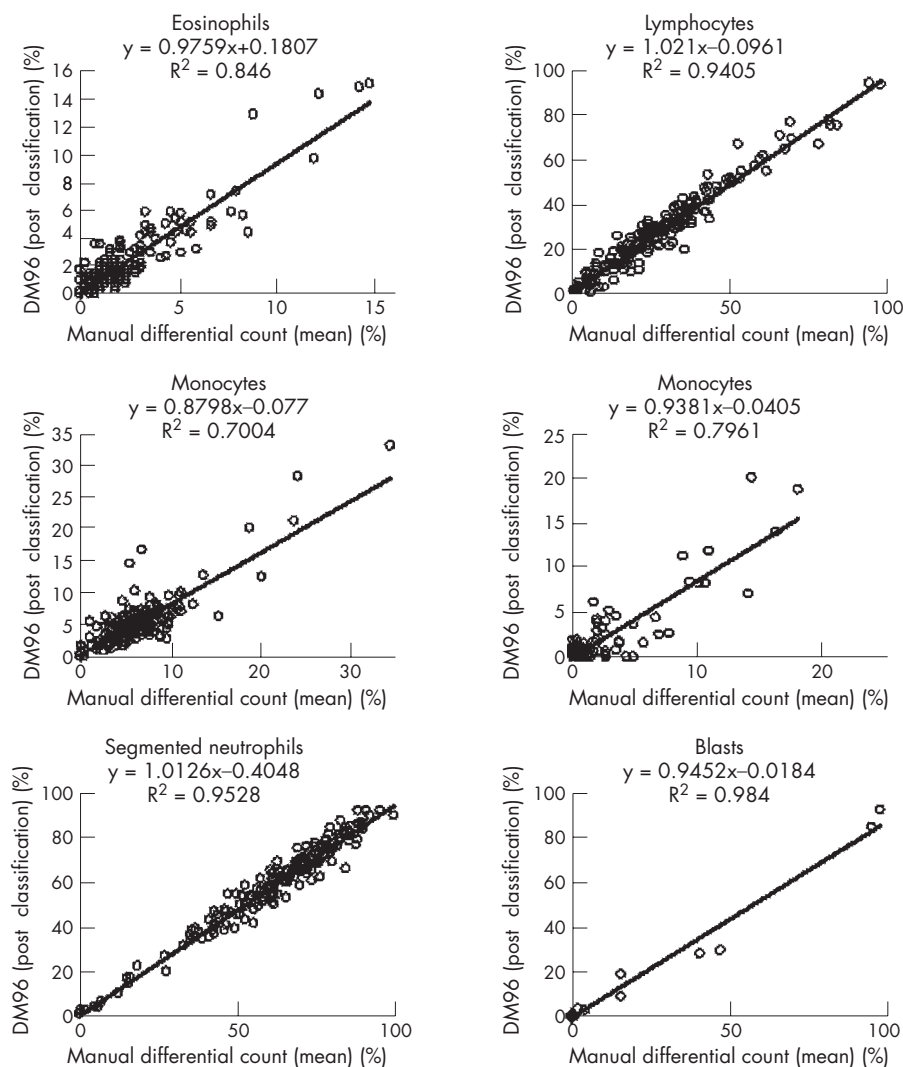 Eosinophils
y = 0.9759x+0.1807
R² = 0.846
DM96 (post classification) (%)
16
14
12
10
8
6
4
2
0
0 5 10 15
Manual differential count (mean) (%)
Lymphocytes
y = 1.021x–0.0961
R² = 0.9405
DM96 (post classification) (%)
100
80
60
40
20
0
0 50 100
Manual differential count (mean) (%)
Monocytes
y = 0.8798x–0.077
R² = 0.7004
DM96 (post classification) (%)
35
30
25
20
15
10
5
0
0 10 20 30
Manual differential count (mean) (%)
Monocytes
y = 0.9381x–0.0405
R² = 0.7961
DM96 (post classification) (%)
25
20
15
10
5
0
0 10 20
Manual differential count (mean) (%)
Segmented neutrophils
y = 1.0126x–0.4048
R² = 0.9528
DM96 (post classification) (%)
100
80
60
40
20
0
0 50 100
Manual differential count (mean) (%)
Blasts
y = 0.9452x–0.0184
R² = 0.984
DM96 (post classification) (%)
100
80
60
40
20
0
0 50 100
Manual differential count (mean) (%)